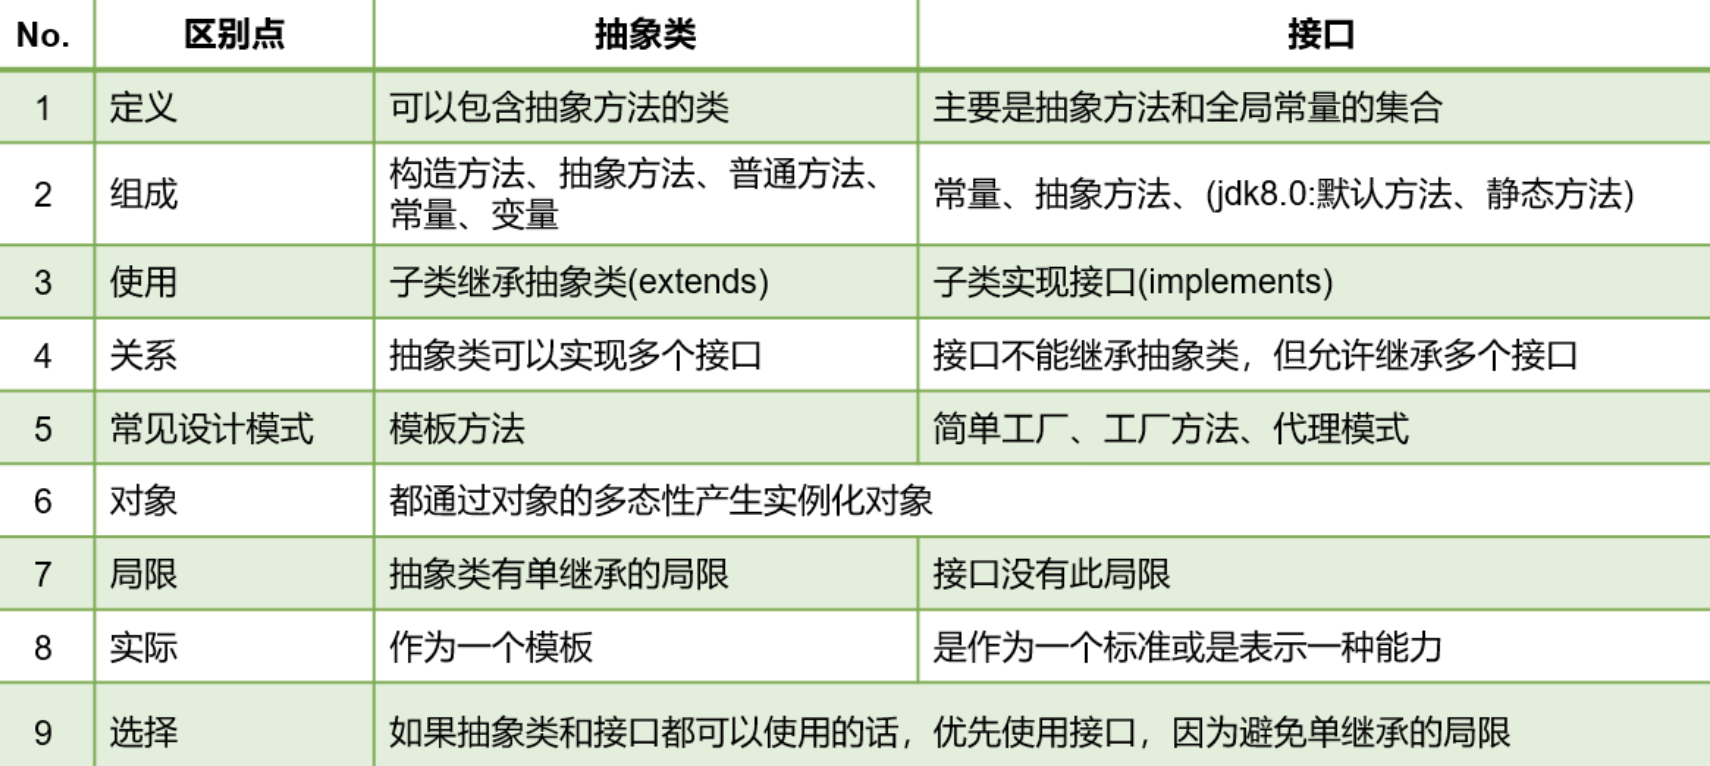 No. 区别点 抽象类 接口
1 定义 可以包含抽象方法的类 主要是抽象方法和全局常量的集合
2 组成 构造方法、抽象方法、普通方法、
常量、变量 常量、抽象方法、(jdk8.0:默认方法、静态方法)
3 使用 子类继承抽象类(extends) 子类实现接口(implements)
4 关系 抽象类可以实现多个接口 接口不能继承抽象类，但允许继承多个接口
5 常见设计模式 模板方法 简单工厂、工厂方法、代理模式
6 对象 都通过对象的多态性产生实例化对象
7 局限 抽象类有单继承的局限 接口没有此局限
8 实际 作为一个模板 是作为一个标准或是表示一种能力
9 选择 如果抽象类和接口都可以使用的话，优先使用接口，因为避免单继承的局限